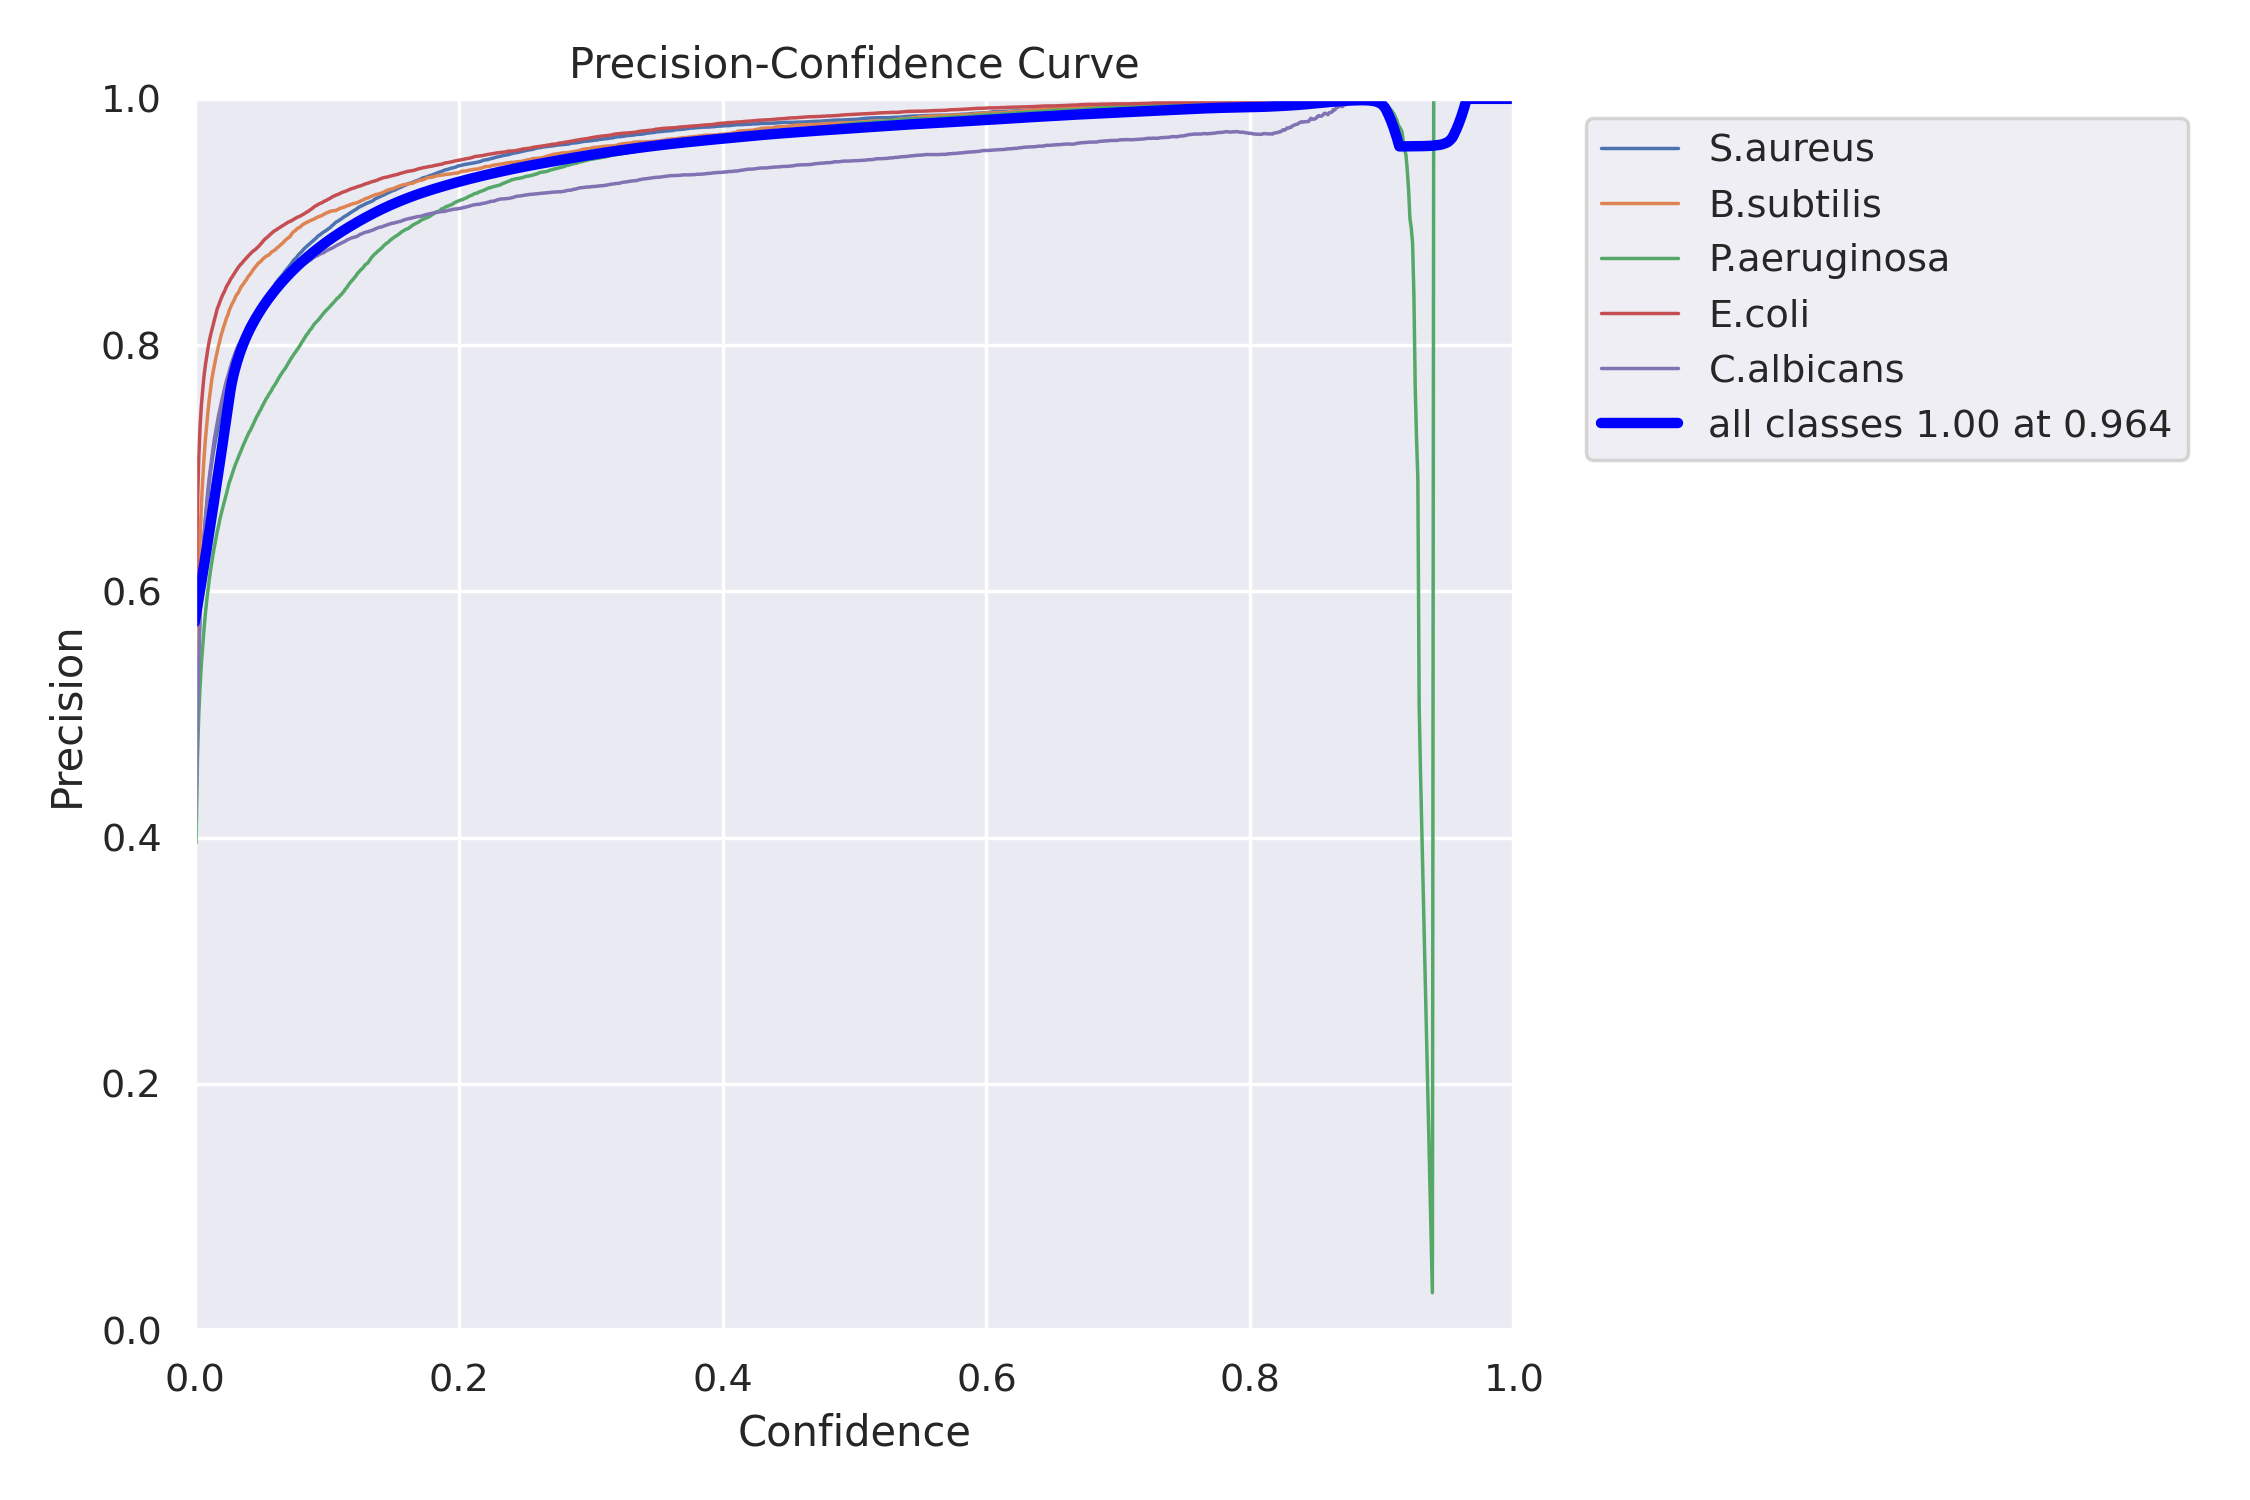 Precision-Confidence Curve
1.0
0.8
0.6
0.4
0.2
0.0
Precision
0.0 0.2 0.4 0.6 0.8 1.0
Confidence
S.aureus
B.subtilis
P.aeruginosa
E.coli
C.albicans
all classes 1.00 at 0.964